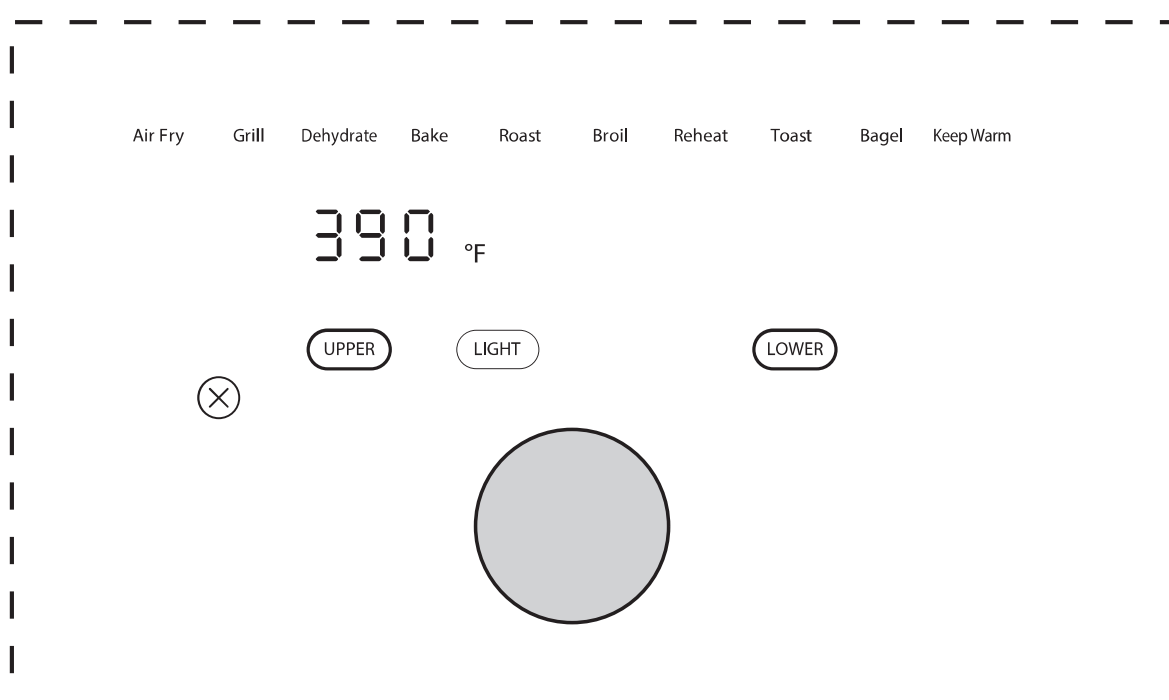 Air Fry Grill Dehydrate Bake Roast Broil Reheat Toast Bagel Keep Warm
390 °F
UPPER LIGHT LOWER